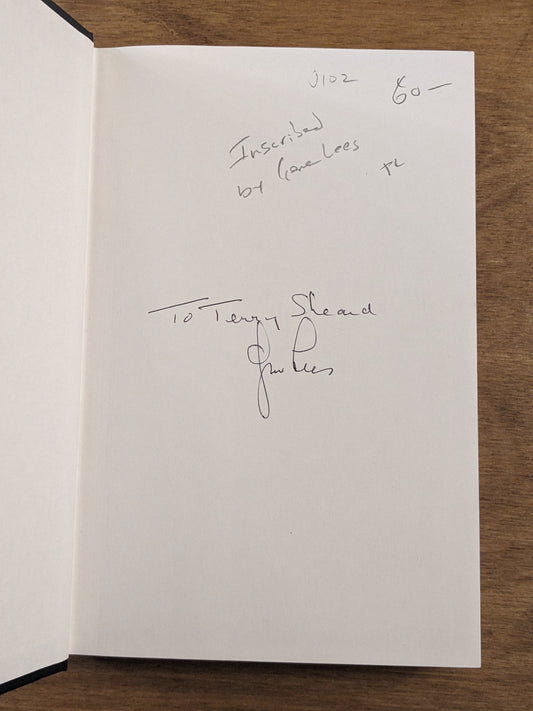 J102
60—
Inscribed
by Gene Lees
To Terry Sheard
Gene Lees